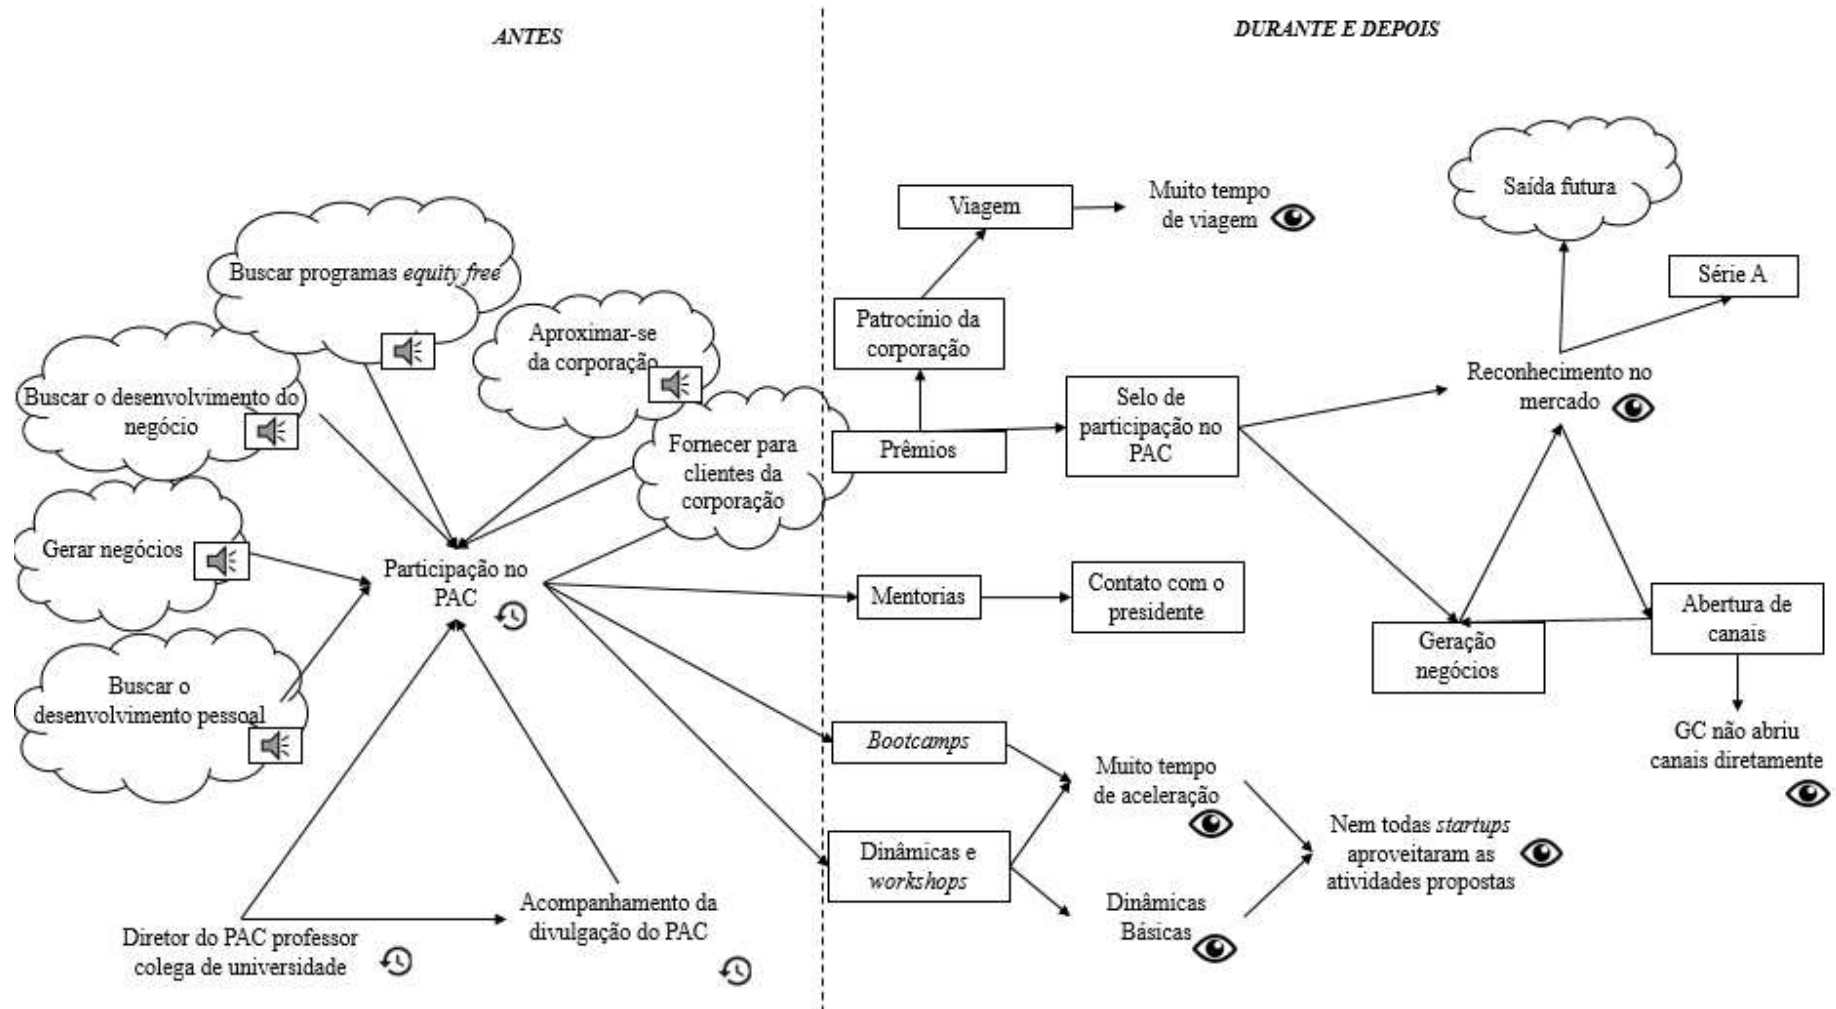 ANTES
DURANTE E DEPOIS
Buscar programas equity free
Aproximar-se
da corporação
Buscar o desenvolvimento do
negócio
Fornecer para
clientes da
corporação
Gerar negócios
Participação no
PAC
Buscar o
desenvolvimento pessoal
Diretor do PAC professor
colega de universidade
Acompanhamento da
divulgação do PAC
Viagem
Muito tempo
de viagem
Saída futura
Série A
Patrocínio da
corporação
Prêmios
Selo de
participação no
PAC
Reconhecimento no
mercado
Mentorias
Contato com o
presidente
Geração
negócios
Abertura de
canais
GC não abriu
canais diretamente
Bootcamps
Muito tempo
de aceleração
Dinâmicas e
workshops
Dinâmicas
Básicas
Nem todas startups
aproveitaram as
atividades propostas